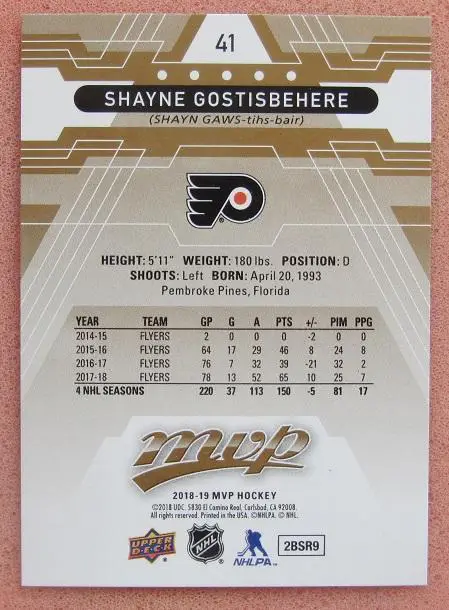 41
SHAYNE GOSTISBEHERE
(SHAYN GAWS-tihs-bair)
HEIGHT: 5'11" WEIGHT: 180 lbs. POSITION: D
SHOOTS: Left BORN: April 20, 1993
Pembroke Pines, Florida
YEAR TEAM GP G A PTS +/- PIM PPG
2014-15 FLYERS 2 0 0 0 -2 0 0
2015-16 FLYERS 64 17 29 46 8 24 8
2016-17 FLYERS 76 7 32 39 -21 32 2
2017-18 FLYERS 78 13 52 65 10 25 7
4 NHL SEASONS 220 37 113 150 -5 81 17
mvp
2018-19 MVP HOCKEY
©2018 UDC. 5830 El Camino Real, Carlsbad, CA 92008.
All rights reserved. Printed in the USA. ©NHLPA. © NHL.
UPPER DECK NHL NHLPA 2BSR9